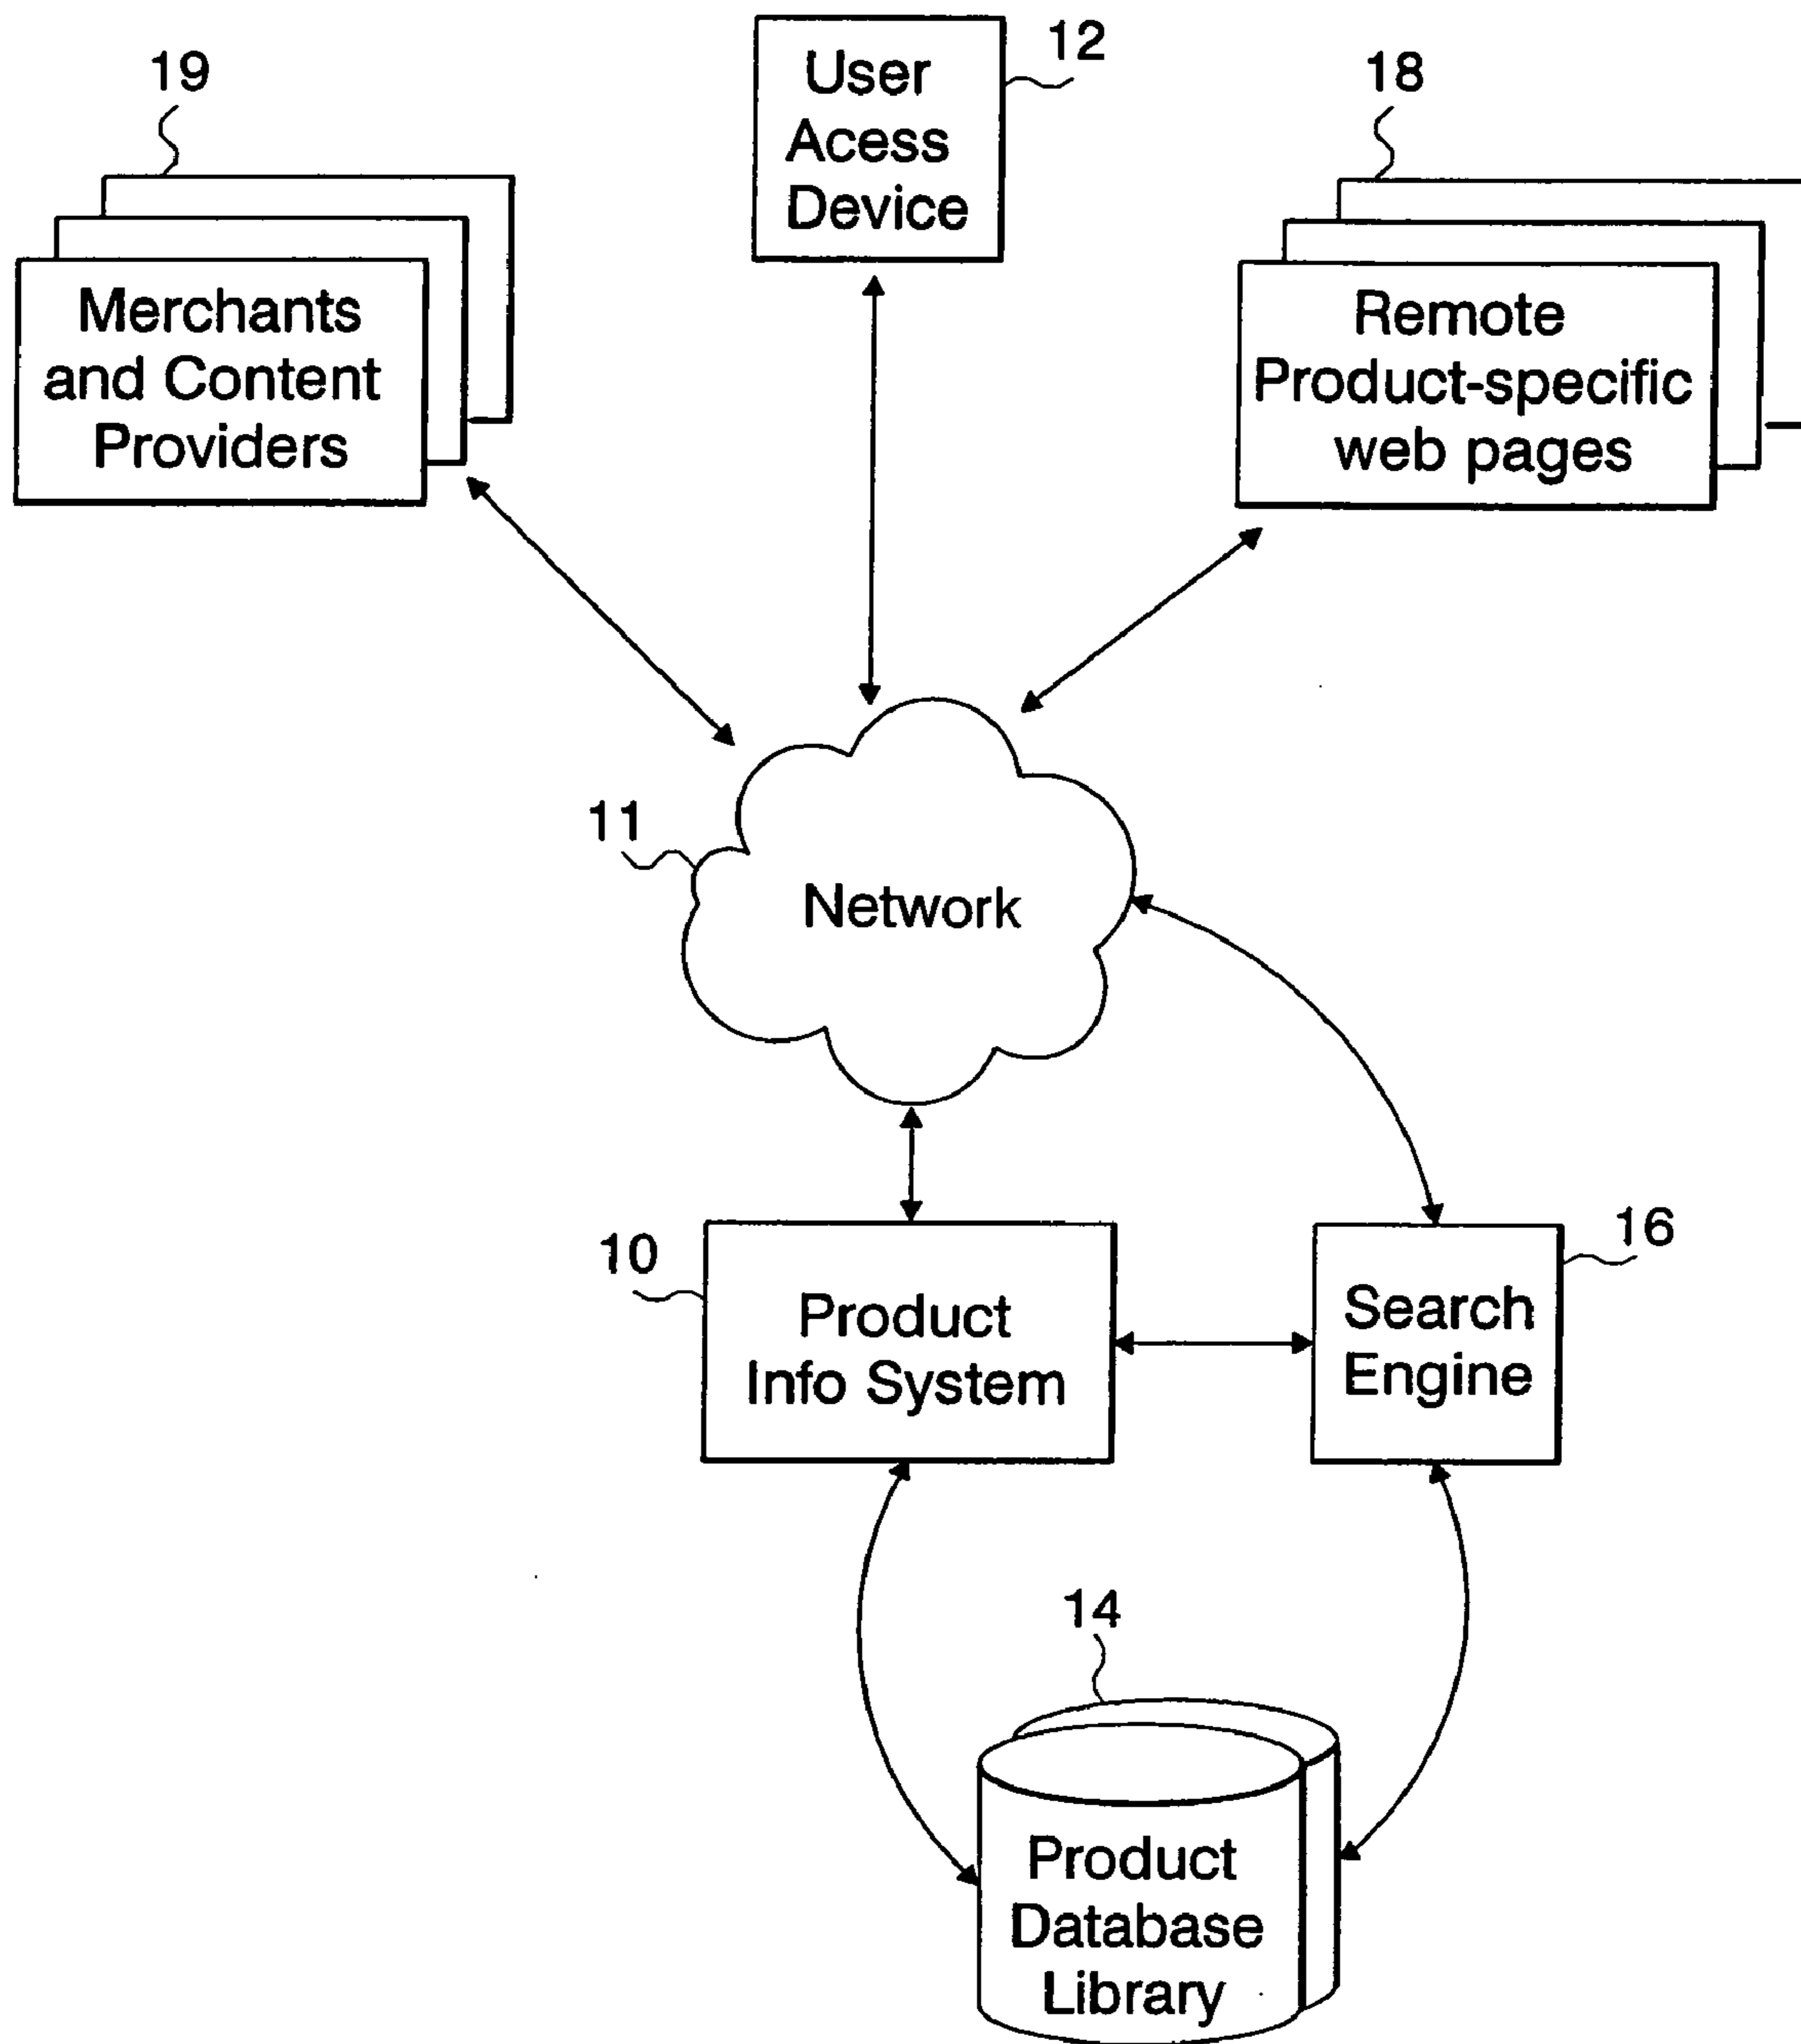 19
12
18
User
Acess
Device
Merchants
and Content
Providers
Remote
Product-specific
web pages
11
Network
10
16
Product
Info System
Search
Engine
14
Product
Database
Library